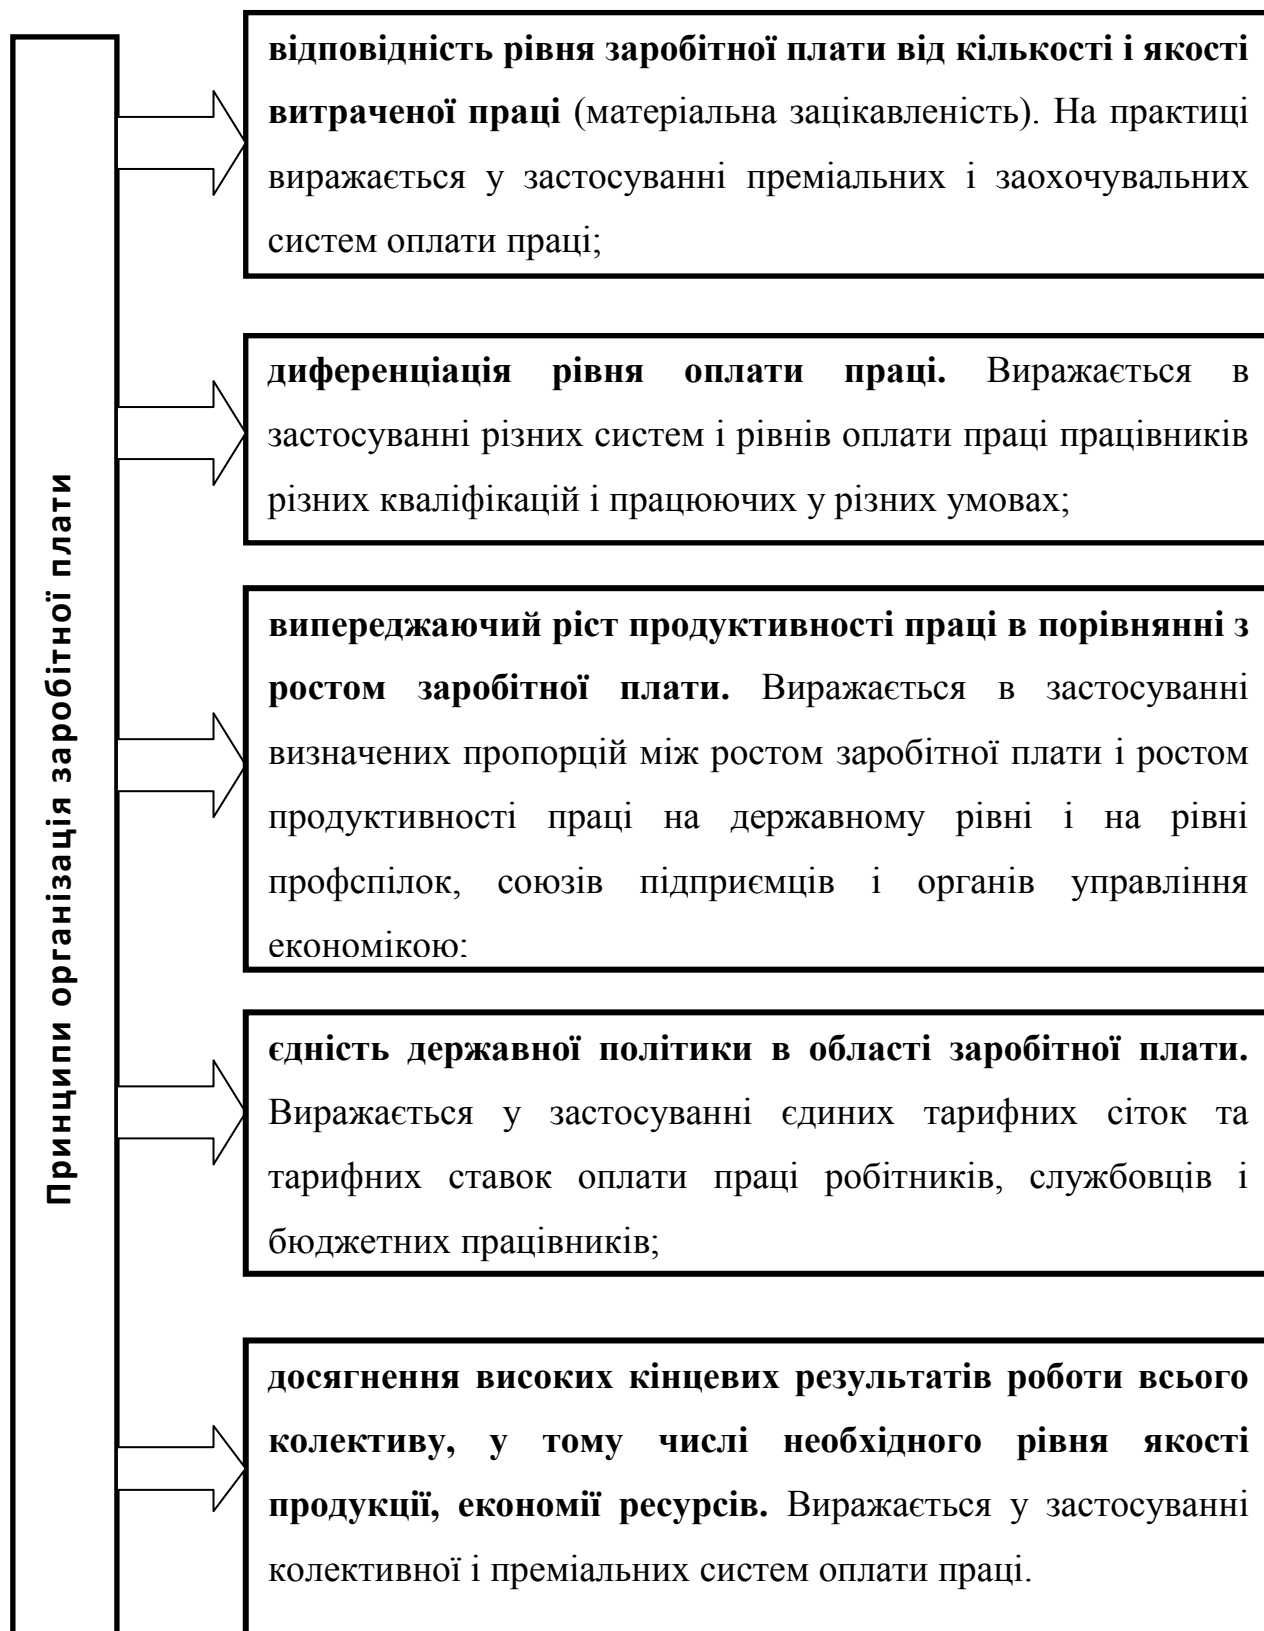 Принципи організація заробітної плати
відповідність рівня заробітної плати від кількості і якості
витраченої праці (матеріальна зацікавленість). На практиці
виражається у застосуванні преміальних і заохочувальних
систем оплати праці;
диференціація рівня оплати праці. Виражається в
застосуванні різних систем і рівнів оплати праці працівників
різних кваліфікацій і працюючих у різних умовах;
випереджаючий ріст продуктивності праці в порівнянні з
ростом заробітної плати. Виражається в застосуванні
визначених пропорцій між ростом заробітної плати і ростом
продуктивності праці на державному рівні і на рівні
профспілок, союзів підприємців і органів управління
економікою;
єдність державної політики в області заробітної плати.
Виражається у застосуванні єдиних тарифних сіток та
тарифних ставок оплати праці робітників, службовців і
бюджетних працівників;
досягнення високих кінцевих результатів роботи всього
колективу, у тому числі необхідного рівня якості
продукції, економії ресурсів. Виражається у застосуванні
колективної і преміальних систем оплати праці.